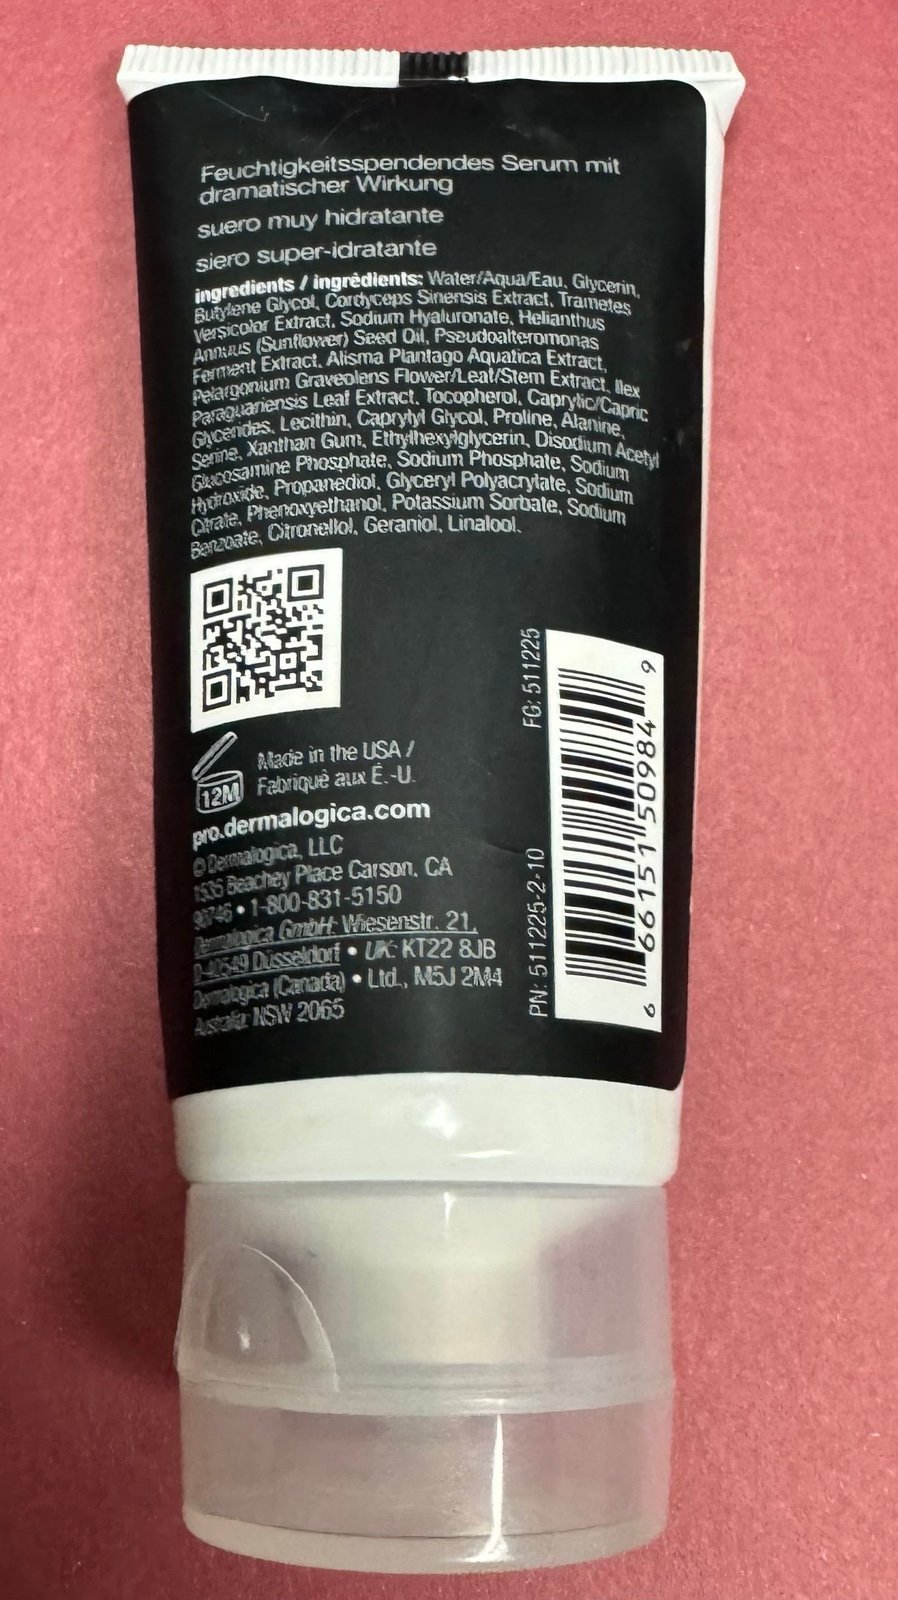 Feuchtigkeitsspendendes Serum mit
dramatischer Wirkung
suero muy hidratante
siero super-idratante
ingredients / ingrédients: Water/Aqua/Eau, Glycerin,
Butylene Glycol, Cordyceps Sinensis Extract, Trametes
Versicolor Extract, Sodium Hyaluronate, Helianthus
Annuus (Sunflower) Seed Oil, Pseudoalteromonas
Ferment Extract, Alisma Plantago Aquatica Extract,
Pelargonium Graveolens Flower/Leaf/Stem Extract, Ilex
Paraguariensis Leaf Extract, Tocopherol, Caprylic/Capric
Glycerides, Lecithin, Caprylyl Glycol, Proline, Alanine,
Serine, Xanthan Gum, Ethylhexylglycerin, Disodium Acetyl
Glucosamine Phosphate, Sodium Phosphate, Sodium
Hydroxide, Propanediol, Glyceryl Polyacrylate, Sodium
Citrate, Phenoxyethanol, Potassium Sorbate, Sodium
Benzoate, Citronellol, Geraniol, Linalool.
12M
Made in the USA /
Fabriqué aux É.-U.
pro.dermalogica.com
© Dermalogica, LLC
1535 Beachey Place Carson, CA
90746 • 1-800-831-5150
Dermalogica GmbH: Wiesenstr. 21,
D-40549 Düsseldorf • UK: KT22 8JB
Dermalogica (Canada) • Ltd., M5J 2M4
Australia: NSW 2065
PN: 511225-2-10
FG: 511225
6 66151 50984 9